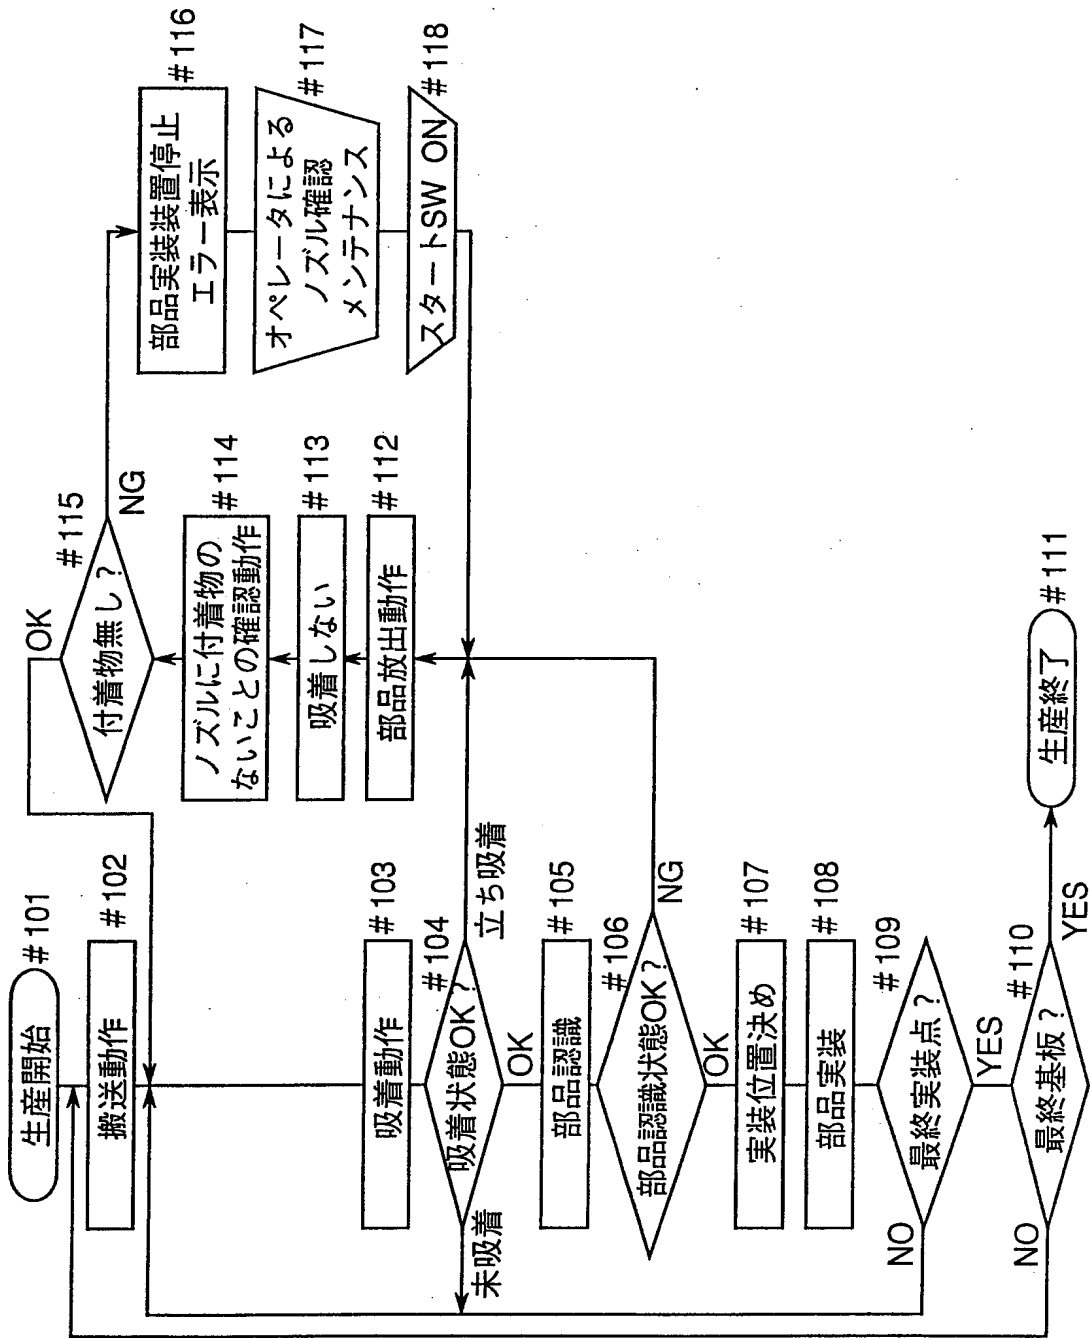 生産開始
#101
搬送動作
#102
吸着動作
#103
吸着状態OK?
#104
未吸着
立ち吸着
OK
部品認識
#105
部品認識状態OK?
#106
NG
OK
実装位置決め
#107
部品実装
#108
最終実装点?
#109
NO
YES
最終基板?
#110
NO
YES
生産終了
#111
部品放出動作
#112
吸着しない
#113
ノズルに付着物の
ないことの確認動作
#114
付着物無し?
#115
OK
NG
部品実装装置停止
エラー表示
#116
オペレータによる
ノズル確認
メンテナンス
#117
スタートSW ON
#118